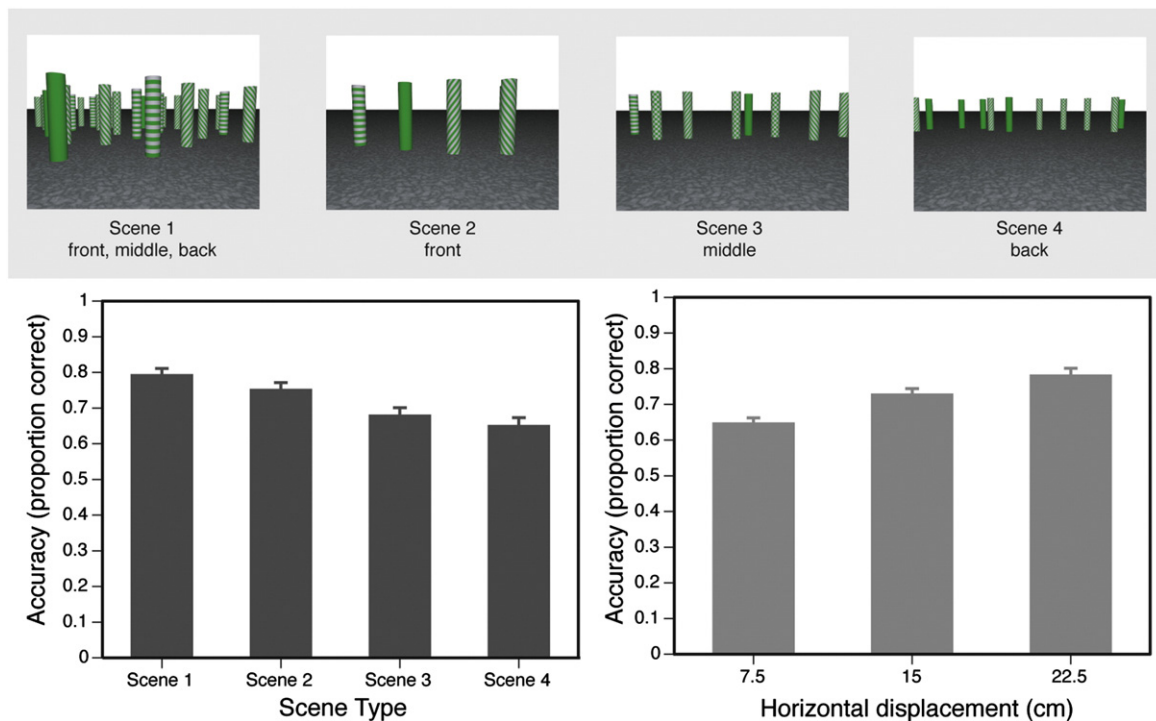 Scene 1
front, middle, back
Scene 2
front
Scene 3
middle
Scene 4
back
Accuracy (proportion correct)
1
0.9
0.8
0.7
0.6
0.5
0.4
0.3
0.2
0.1
0
Scene 1
Scene 2
Scene 3
Scene 4
Scene Type
Accuracy (proportion correct)
1
0.9
0.8
0.7
0.6
0.5
0.4
0.3
0.2
0.1
0
7.5
15
22.5
Horizontal displacement (cm)